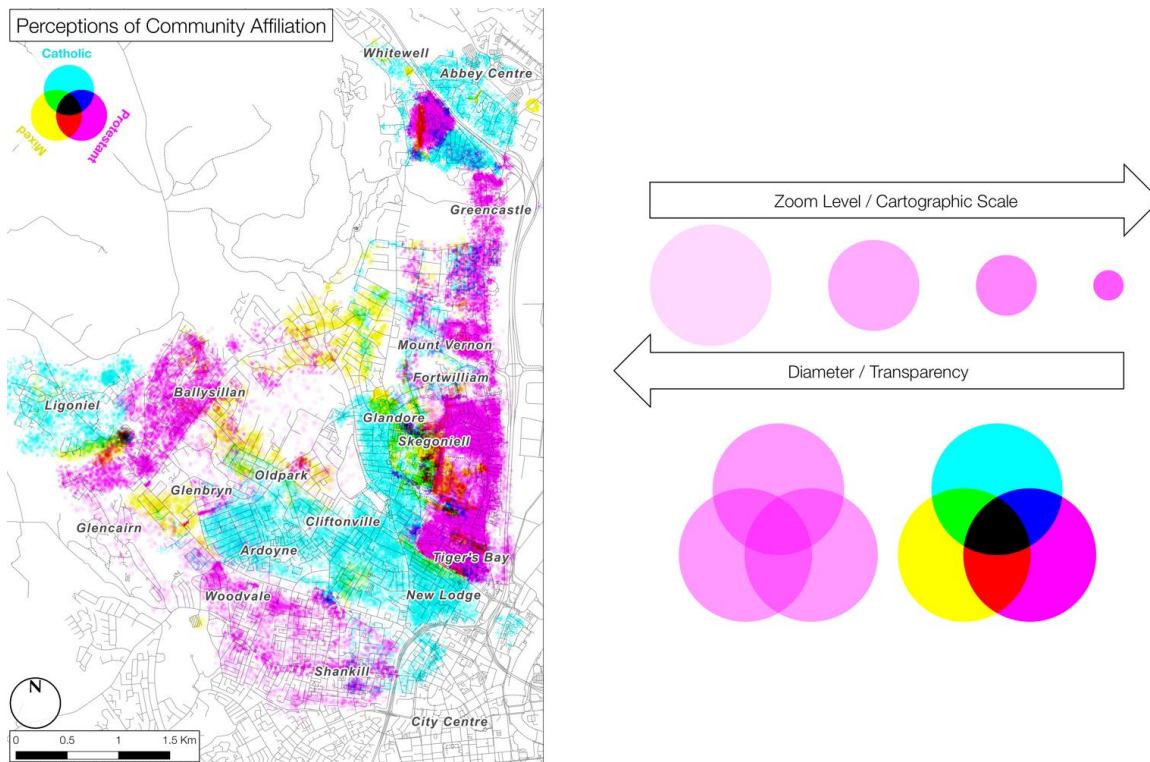 Perceptions of Community Affiliation
Catholic
Mixed
Protestant
Whitewell
Abbey Centre
Greencastle
Mount Vernon
Fortwilliam
Ballysillan
Ligoniel
Glandore
Skegoniell
Oldpark
Glenbryn
Cliftonville
Glencairn
Ardoyne
Tiger's Bay
Woodvale
New Lodge
Shankill
City Centre
N
0 0.5 1 1.5 Km
Zoom Level / Cartographic Scale
Diameter / Transparency